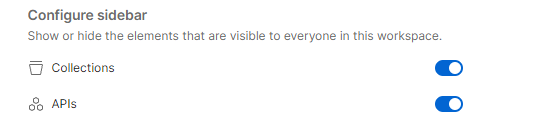 Configure sidebar
Show or hide the elements that are visible to everyone in this workspace.
Collections
APIs